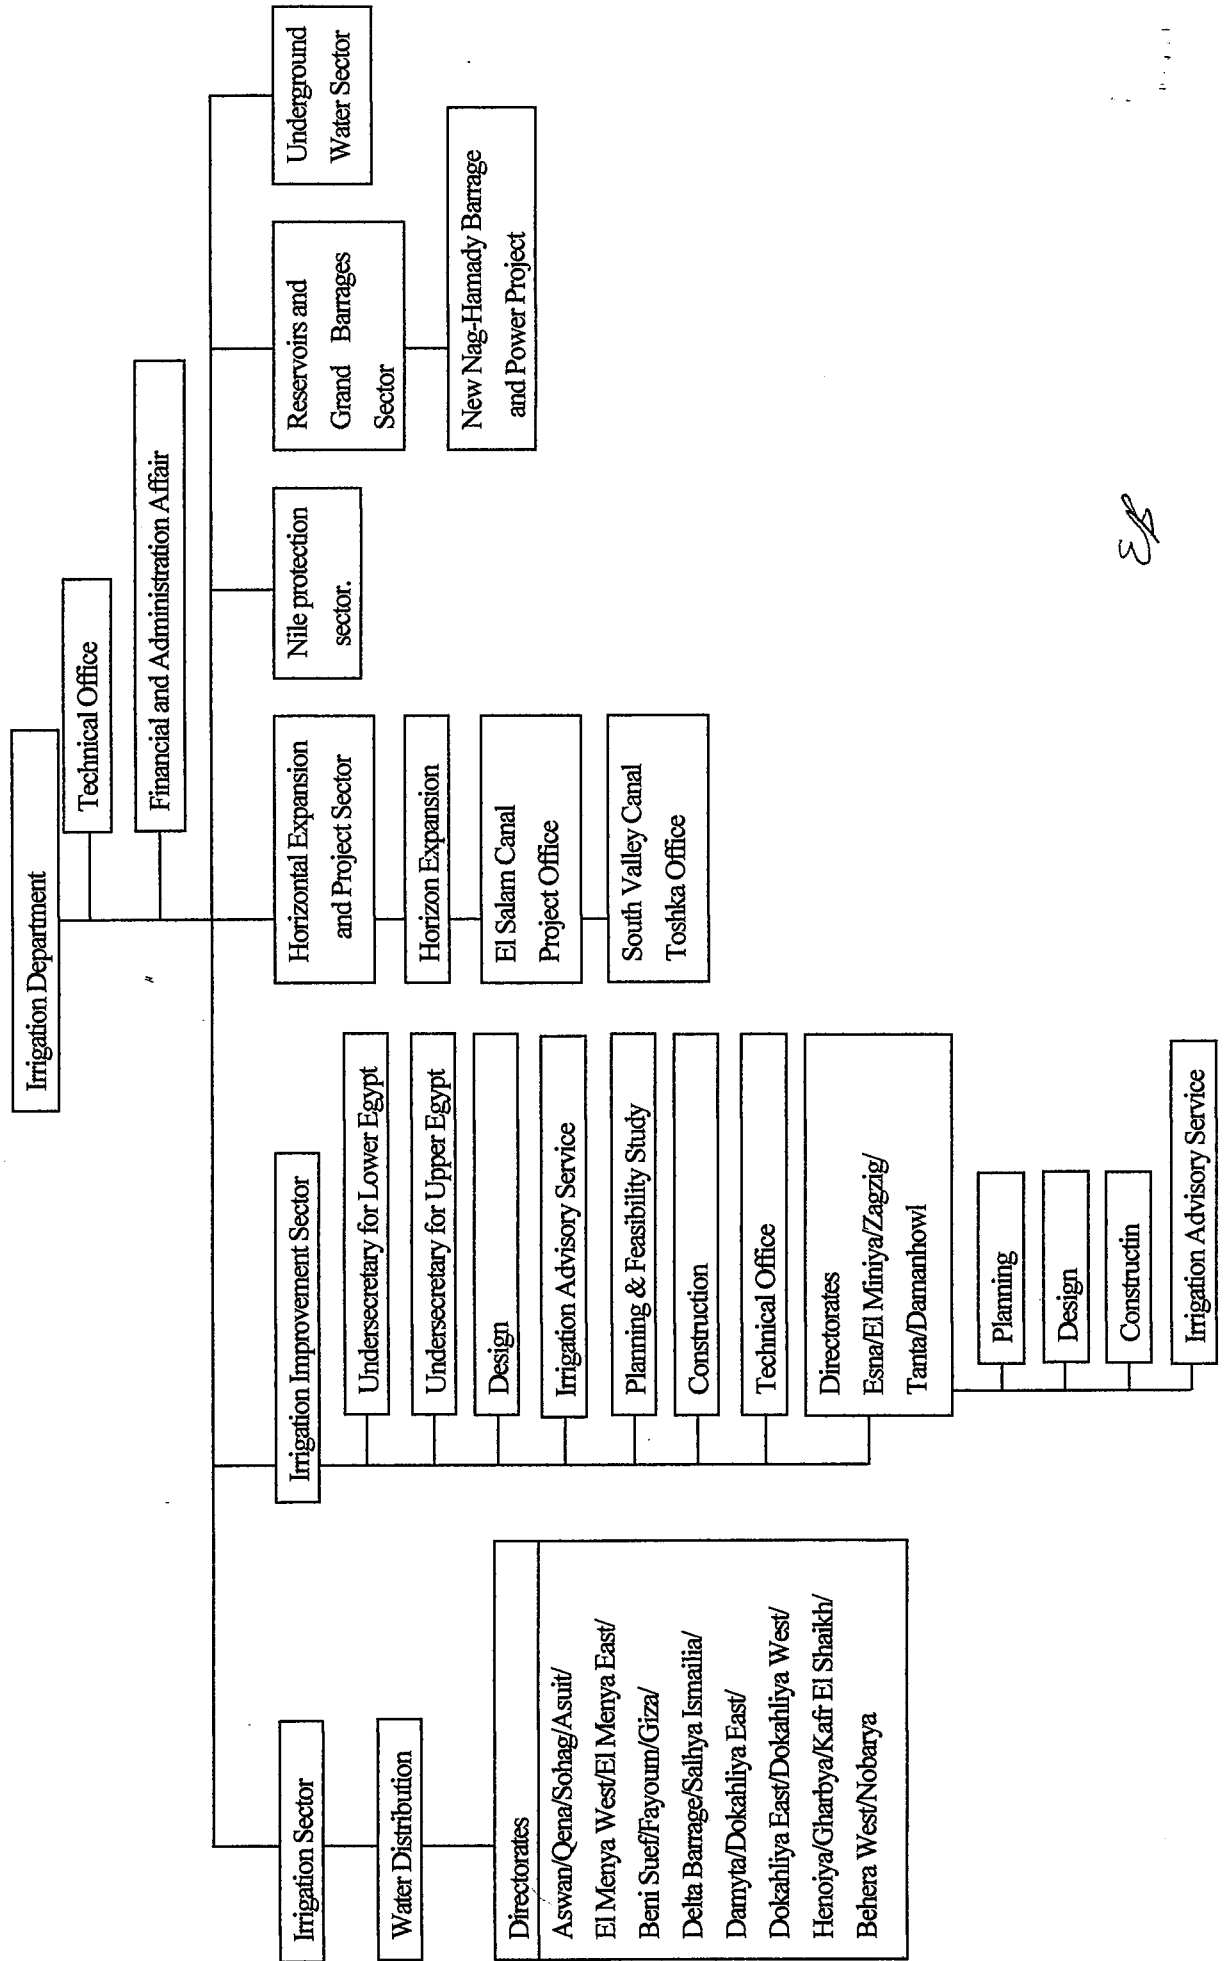 Irrigation Department
Technical Office
Financial and Administration Affair
Irrigation Sector
Water Distribution
Directorates
Aswan/Qena/Sohag/Asuit/
El Menya West/El Menya East/
Beni Suef/Fayoum/Giza/
Delta Barrage/Salhya Ismailia/
Damyta/Dokahliya East/
Dokahliya East/Dokahliya West/
Henoiya/Gharbya/Kafr El Shaikh/
Behera West/Nobarya
Irrigation Improvement Sector
Undersecretary for Lower Egypt
Undersecretary for Upper Egypt
Design
Irrigation Advisory Service
Planning & Feasibility Study
Construction
Technical Office
Directorates
Esna/El Miniya/Zagzig/
Tanta/Damanhowl
Planning
Design
Constructin
Irrigation Advisory Service
Horizontal Expansion
and Project Sector
Horizon Expansion
El Salam Canal
Project Office
South Valley Canal
Toshka Office
Nile protection
sector.
Reservoirs and
Grand Barrages
Sector
New Nag-Hamady Barrage
and Power Project
Underground
Water Sector